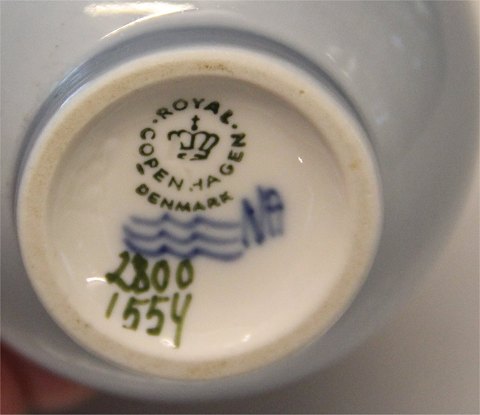 ROYAL
COPENHAGEN
DENMARK
2800
1554